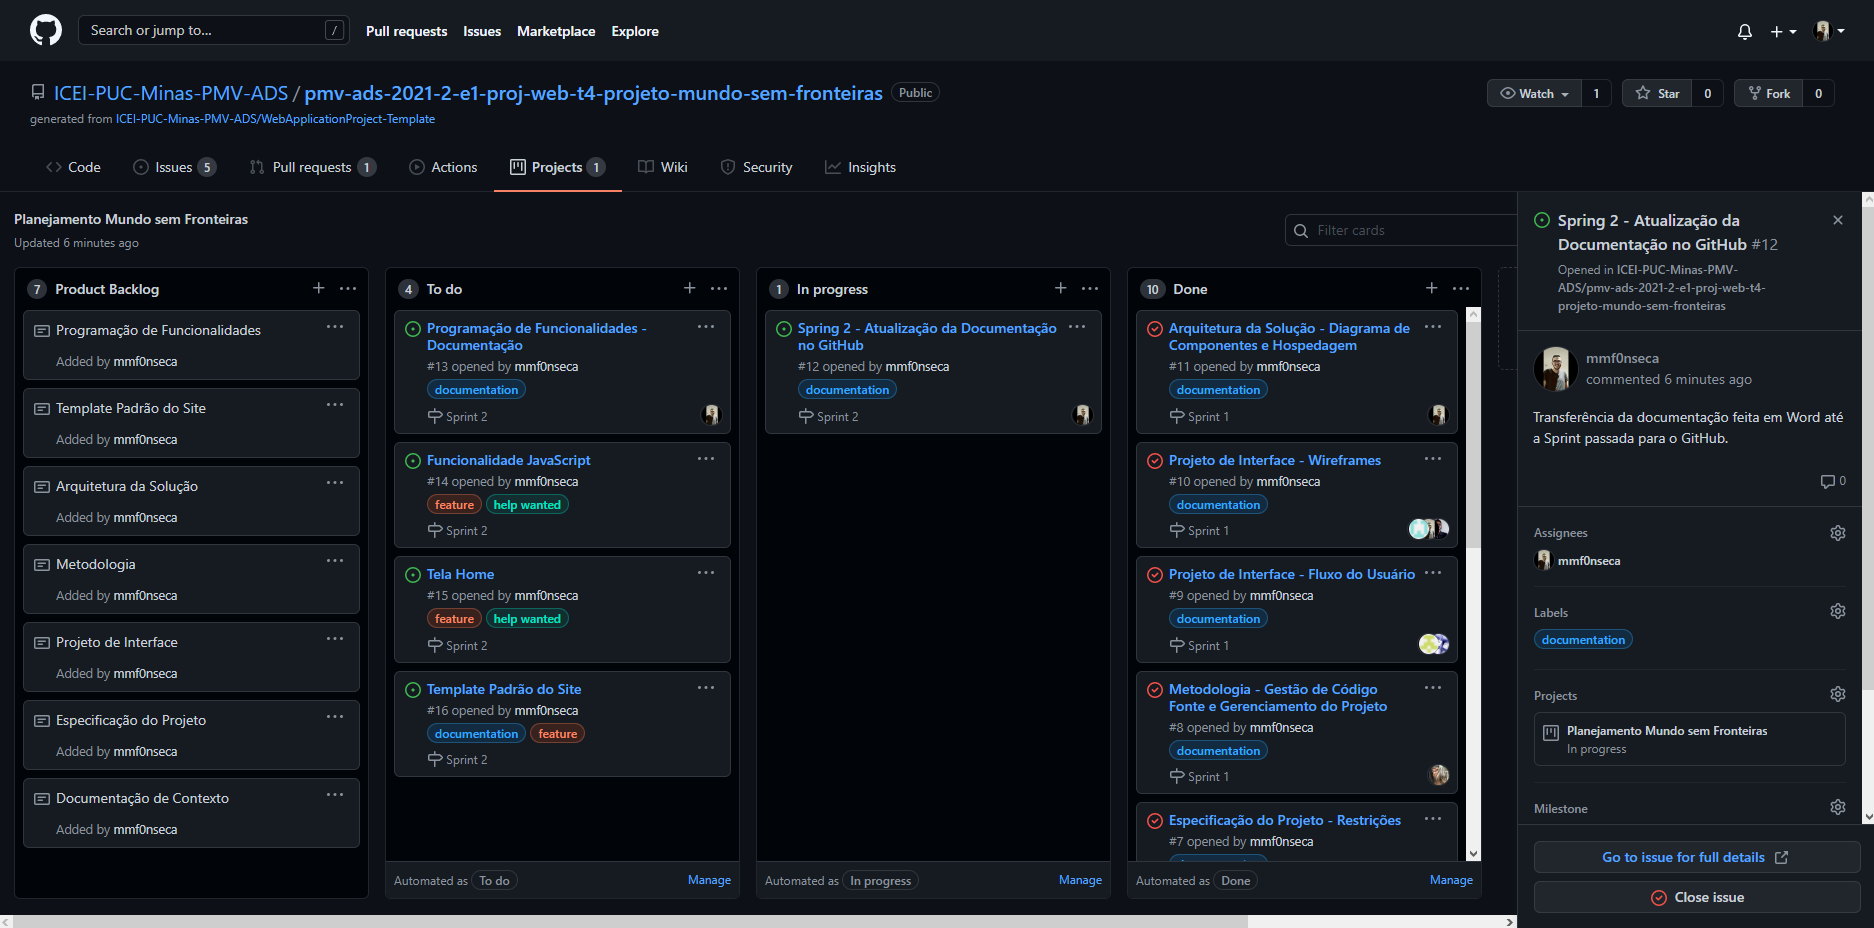 Search or jump to... /
Pull requests Issues Marketplace Explore
ICEI-PUC-Minas-PMV-ADS / pmv-ads-2021-2-e1-proj-web-t4-projeto-mundo-sem-fronteiras Public
Watch 1 Star 0 Fork 0
generated from ICEI-PUC-Minas-PMV-ADS/WebApplicationProject-Template
Code Issues 5 Pull requests 1 Actions Projects 1 Wiki Security Insights
Planejamento Mundo sem Fronteiras
Updated 6 minutes ago
Filter cards
7 Product Backlog
Programação de Funcionalidades
Added by mmf0nseca
Template Padrão do Site
Added by mmf0nseca
Arquitetura da Solução
Added by mmf0nseca
Metodologia
Added by mmf0nseca
Projeto de Interface
Added by mmf0nseca
Especificação do Projeto
Added by mmf0nseca
Documentação de Contexto
Added by mmf0nseca
4 To do
Programação de Funcionalidades -
Documentação
#13 opened by mmf0nseca
documentation
Sprint 2
Funcionalidade JavaScript
#14 opened by mmf0nseca
feature help wanted
Sprint 2
Tela Home
#15 opened by mmf0nseca
feature help wanted
Sprint 2
Template Padrão do Site
#16 opened by mmf0nseca
documentation feature
Sprint 2
Automated as To do Manage
1 In progress
Spring 2 - Atualização da Documentação
no GitHub
#12 opened by mmf0nseca
documentation
Sprint 2
Automated as In progress Manage
10 Done
Arquitetura da Solução - Diagrama de
Componentes e Hospedagem
#11 opened by mmf0nseca
documentation
Sprint 1
Projeto de Interface - Wireframes
#10 opened by mmf0nseca
documentation
Sprint 1
Projeto de Interface - Fluxo do Usuário
#9 opened by mmf0nseca
documentation
Sprint 1
Metodologia - Gestão de Código
Fonte e Gerenciamento do Projeto
#8 opened by mmf0nseca
documentation
Sprint 1
Especificação do Projeto - Restrições
#7 opened by mmf0nseca
Automated as Done Manage
Spring 2 - Atualização da
Documentação no GitHub #12
Opened in ICEI-PUC-Minas-PMV-
ADS/pmv-ads-2021-2-e1-proj-web-t4-
projeto-mundo-sem-fronteiras
mmf0nseca
commented 6 minutes ago
Transferência da documentação feita em Word até
a Sprint passada para o GitHub.
0
Assignees
mmf0nseca
Labels
documentation
Projects
Planejamento Mundo sem Fronteiras
In progress
Milestone
Go to issue for full details
Close issue